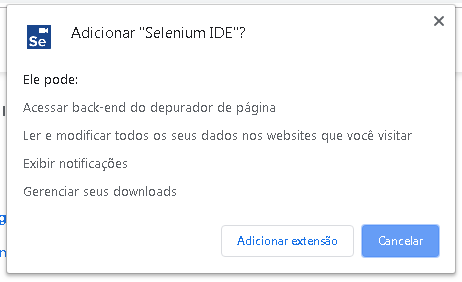 Se
Adicionar "Selenium IDE"?
Ele pode:
Acessar back-end do depurador de página
Ler e modificar todos os seus dados nos websites que você visitar
Exibir notificações
Gerenciar seus downloads
Adicionar extensão
Cancelar